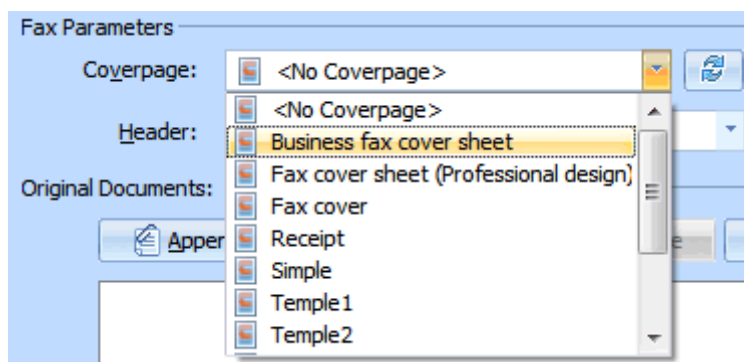 Fax Parameters
Coverpage:
<No Coverpage>
<No Coverpage>
Header:
Business fax cover sheet
Fax cover sheet (Professional design)
Original Documents:
Fax cover
Receipt
Simple
Temple1
Temple2